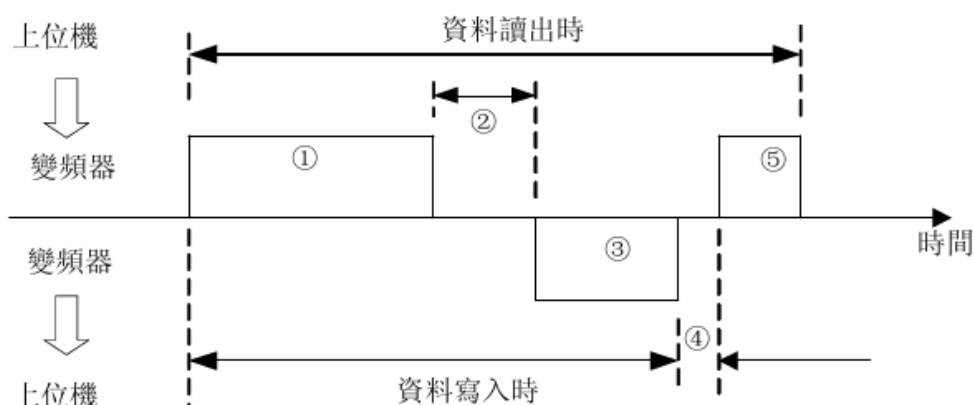 上位機
資料讀出時
②
①
⑤
變頻器
時間
③
變頻器
④
資料寫入時
上位機